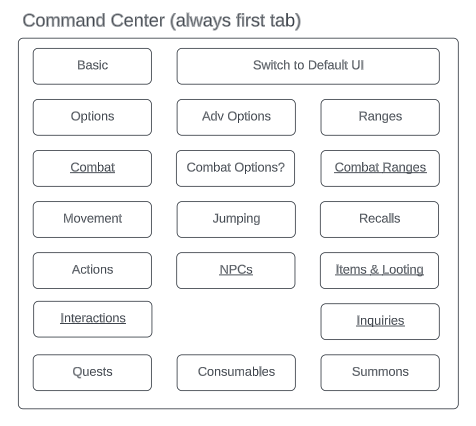 Command Center (always first tab)
Basic
Switch to Default UI
Options
Adv Options
Ranges
Combat
Combat Options?
Combat Ranges
Movement
Jumping
Recalls
Actions
NPCs
Items & Looting
Interactions
Inquiries
Quests
Consumables
Summons